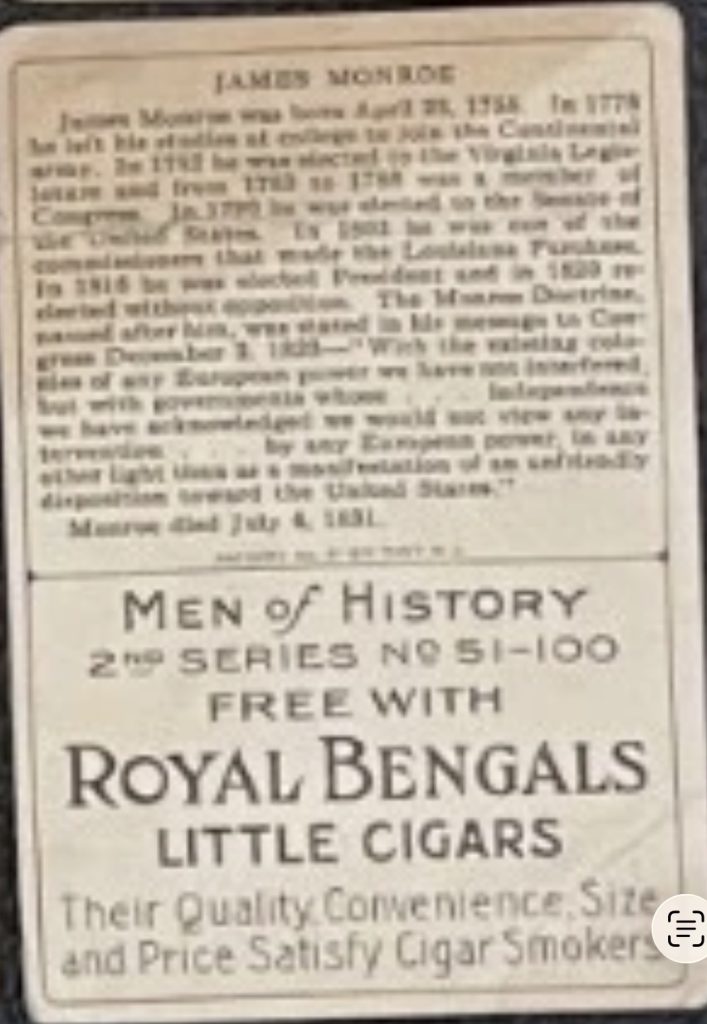 JAMES MONROE
James Monroe was born April 28, 1758. In 1776
he left his studies at college to join the Continental
army. In 1782 he was elected to the Virginia Legis-
lature and from 1783 to 1786 was a member of
Congress. In 1790 he was elected to the Senate of
the United States. In 1803 he was one of the
commissioners that made the Louisiana Purchase.
In 1816 he was elected President and in 1820 re-
elected without opposition. The Monroe Doctrine,
named after him, was stated in his message to Con-
gress December 2, 1823—"With the existing colo-
nies of any European power we have not interfered,
but with governments whose . . . independence
we have acknowledged we would not view any in-
tervention . . . by any European power, in any
other light than as a manifestation of an unfriendly
disposition toward the United States."
Monroe died July 4, 1831.
MEN of HISTORY
2ND SERIES No 51-100
FREE WITH
ROYAL BENGALS
LITTLE CIGARS
Their Quality, Convenience, Size
and Price Satisfy Cigar Smokers